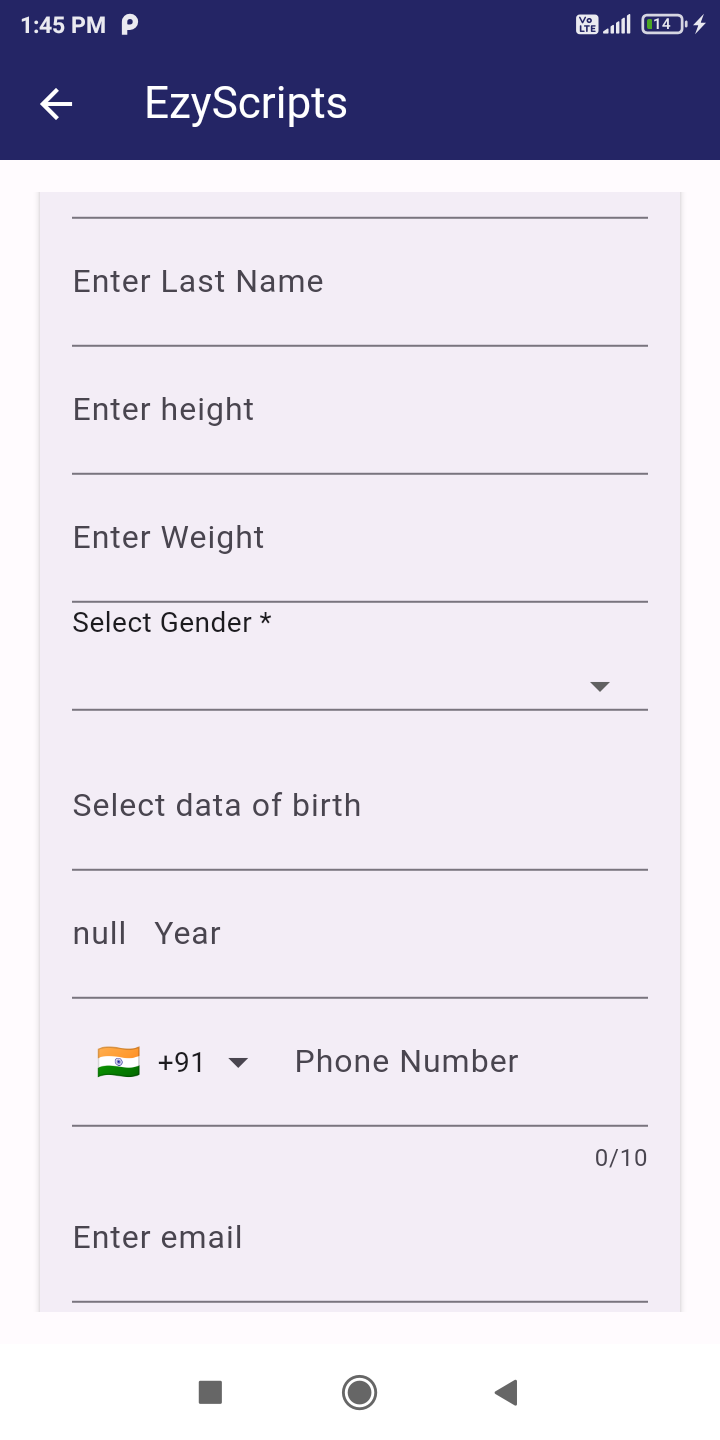 1:45 PM
Vo LTE
14
EzyScripts
Enter Last Name
Enter height
Enter Weight
Select Gender *
Select data of birth
null Year
+91 Phone Number
0/10
Enter email